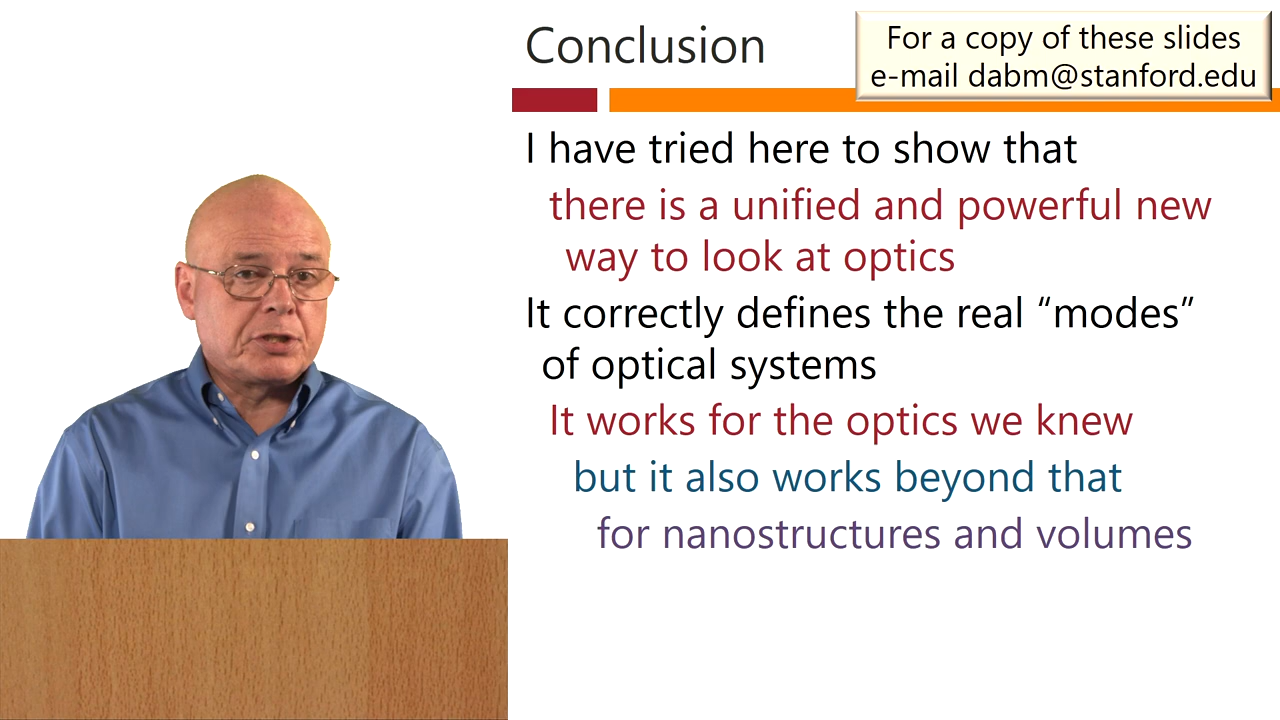 Conclusion
For a copy of these slides
e-mail dabm@stanford.edu
I have tried here to show that
there is a unified and powerful new
way to look at optics
It correctly defines the real “modes”
of optical systems
It works for the optics we knew
but it also works beyond that
for nanostructures and volumes